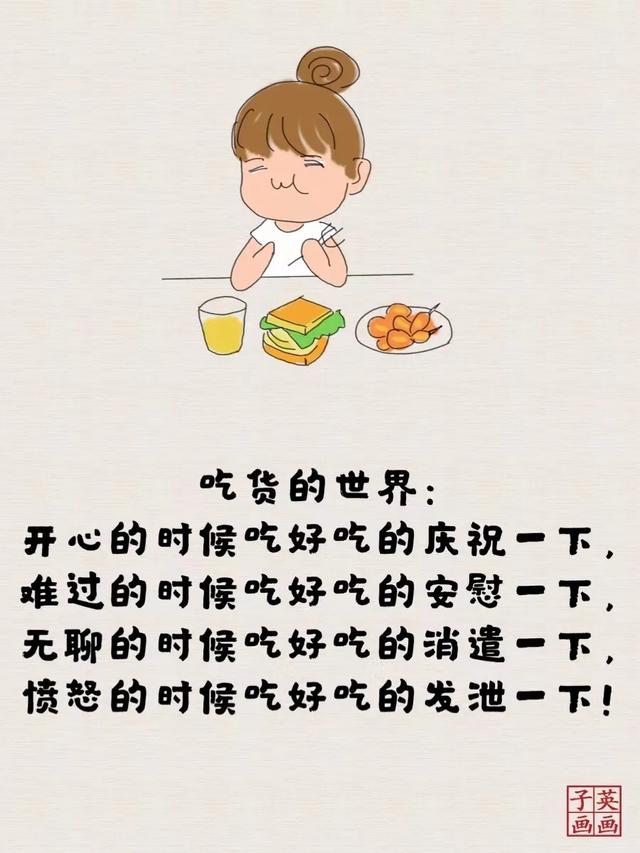 吃货的世界：
开心的时候吃好吃的庆祝一下，
难过的时候吃好吃的安慰一下，
无聊的时候吃好吃的消遣一下，
愤怒的时候吃好吃的发泄一下！
子英
画画